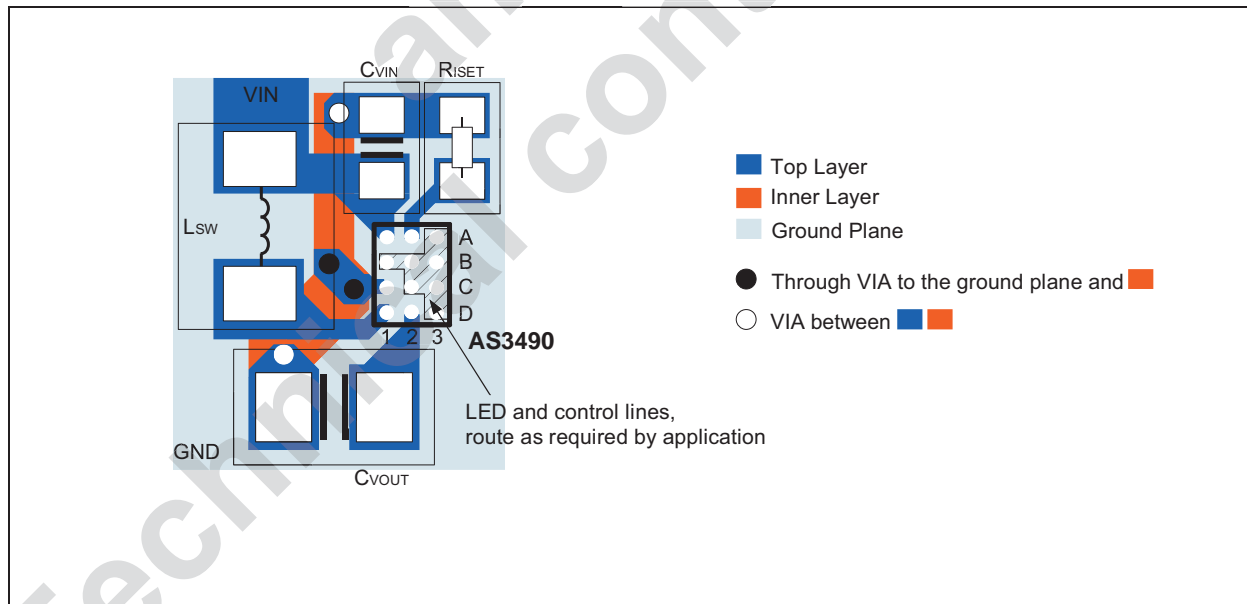 CVIN RISET
VIN
LSW
A
B
C
D
1 2 3
AS3490
LED and control lines,
route as required by application
GND
CVOUT
Top Layer
Inner Layer
Ground Plane
Through VIA to the ground plane and
VIA between